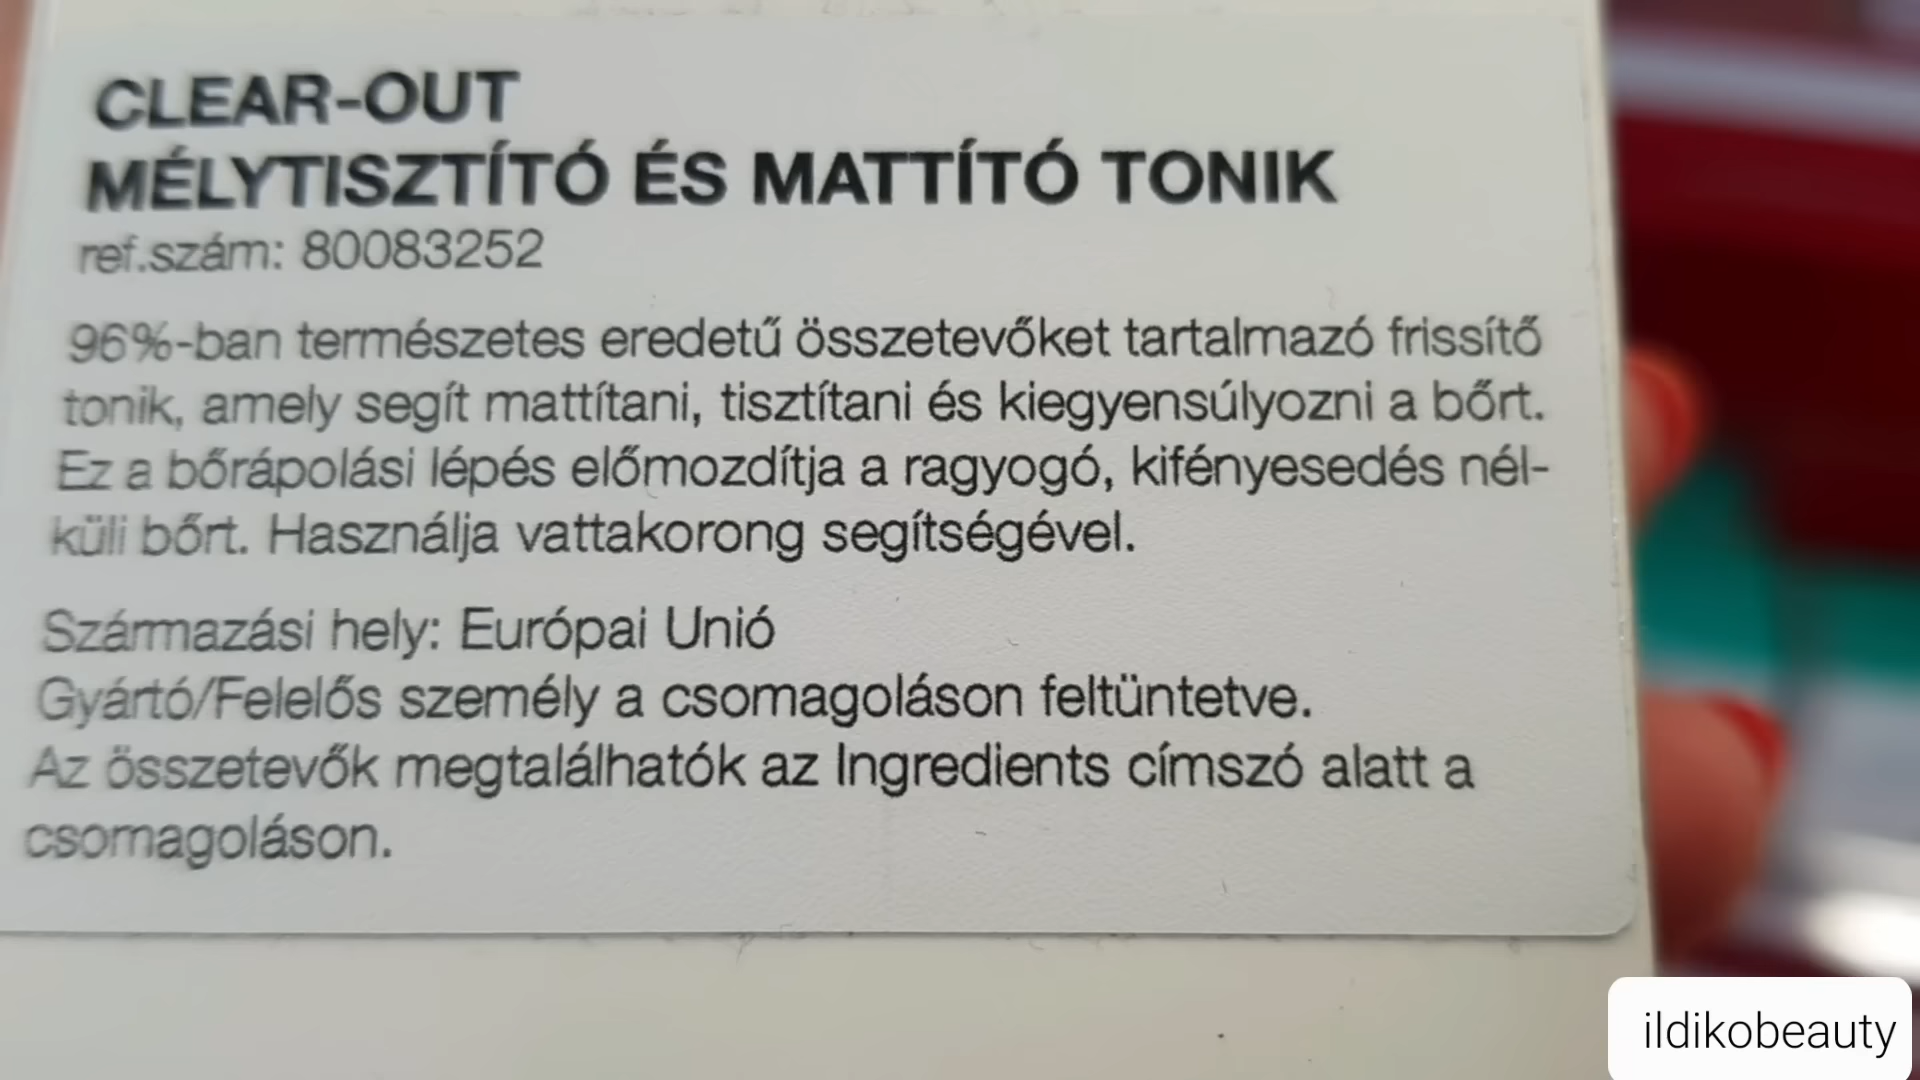 CLEAR-OUT
MÉLYTISZTÍTÓ ÉS MATTÍTÓ TONIK
ref.szám: 80083252
96%-ban természetes eredetű összetevőket tartalmazó frissítő
tonik, amely segít mattítani, tisztítani és kiegyensúlyozni a bőrt.
Ez a bőrápolási lépés előmozdítja a ragyogó, kifényesedés nél-
küli bőrt. Használja vattakorong segítségével.
Származási hely: Európai Unió
Gyártó/Felelős személy a csomagoláson feltüntetve.
Az összetevők megtalálhatók az Ingredients címszó alatt a
csomagoláson.
ildikobeauty